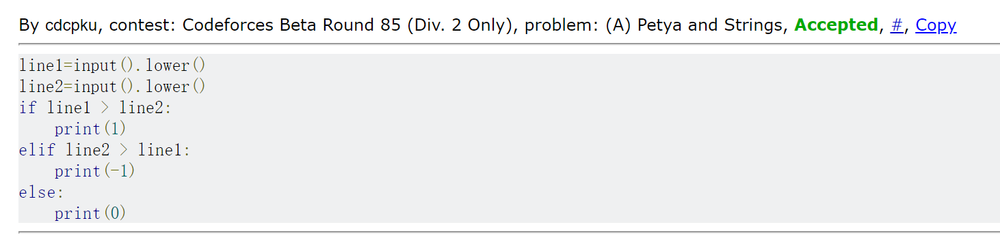 By cdcpku, contest: Codeforces Beta Round 85 (Div. 2 Only), problem: (A) Petya and Strings, Accepted, #, Copy
line1=input().lower()
line2=input().lower()
if line1 > line2:
    print(1)
elif line2 > line1:
    print(-1)
else:
    print(0)